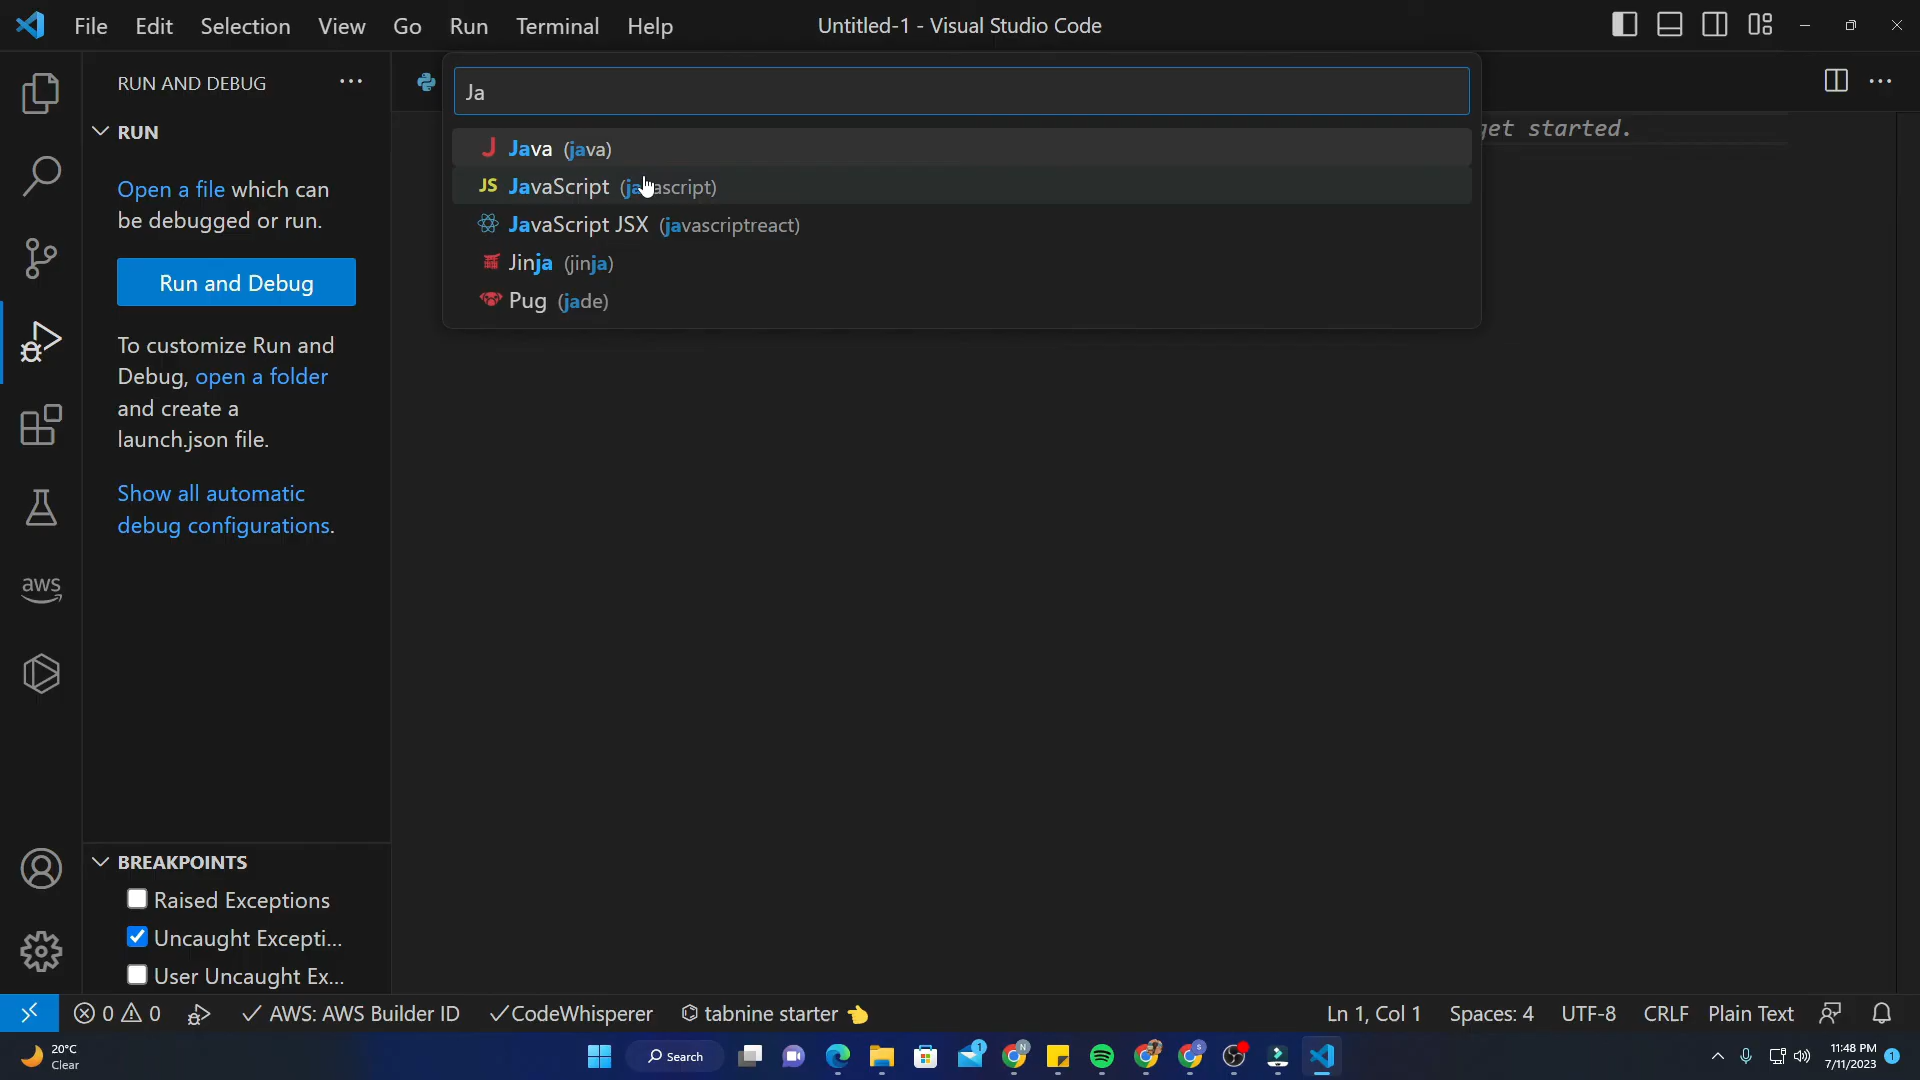 File Edit Selection View Go Run Terminal Help
Untitled-1 - Visual Studio Code
RUN AND DEBUG
RUN
Open a file which can
be debugged or run.
Run and Debug
To customize Run and
Debug, open a folder
and create a
launch.json file.
Show all automatic
debug configurations.
aws
BREAKPOINTS
Raised Exceptions
Uncaught Excepti...
User Uncaught Ex...
Ja
get started.
J Java (java)
JS JavaScript (javascript)
JavaScript JSX (javascriptreact)
Jinja (jinja)
Pug (jade)
0 0 AWS: AWS Builder ID CodeWhisperer tabnine starter
Ln 1, Col 1 Spaces: 4 UTF-8 CRLF Plain Text
20°C
Clear
Search
1
N
S
11:48 PM
7/11/2023
1